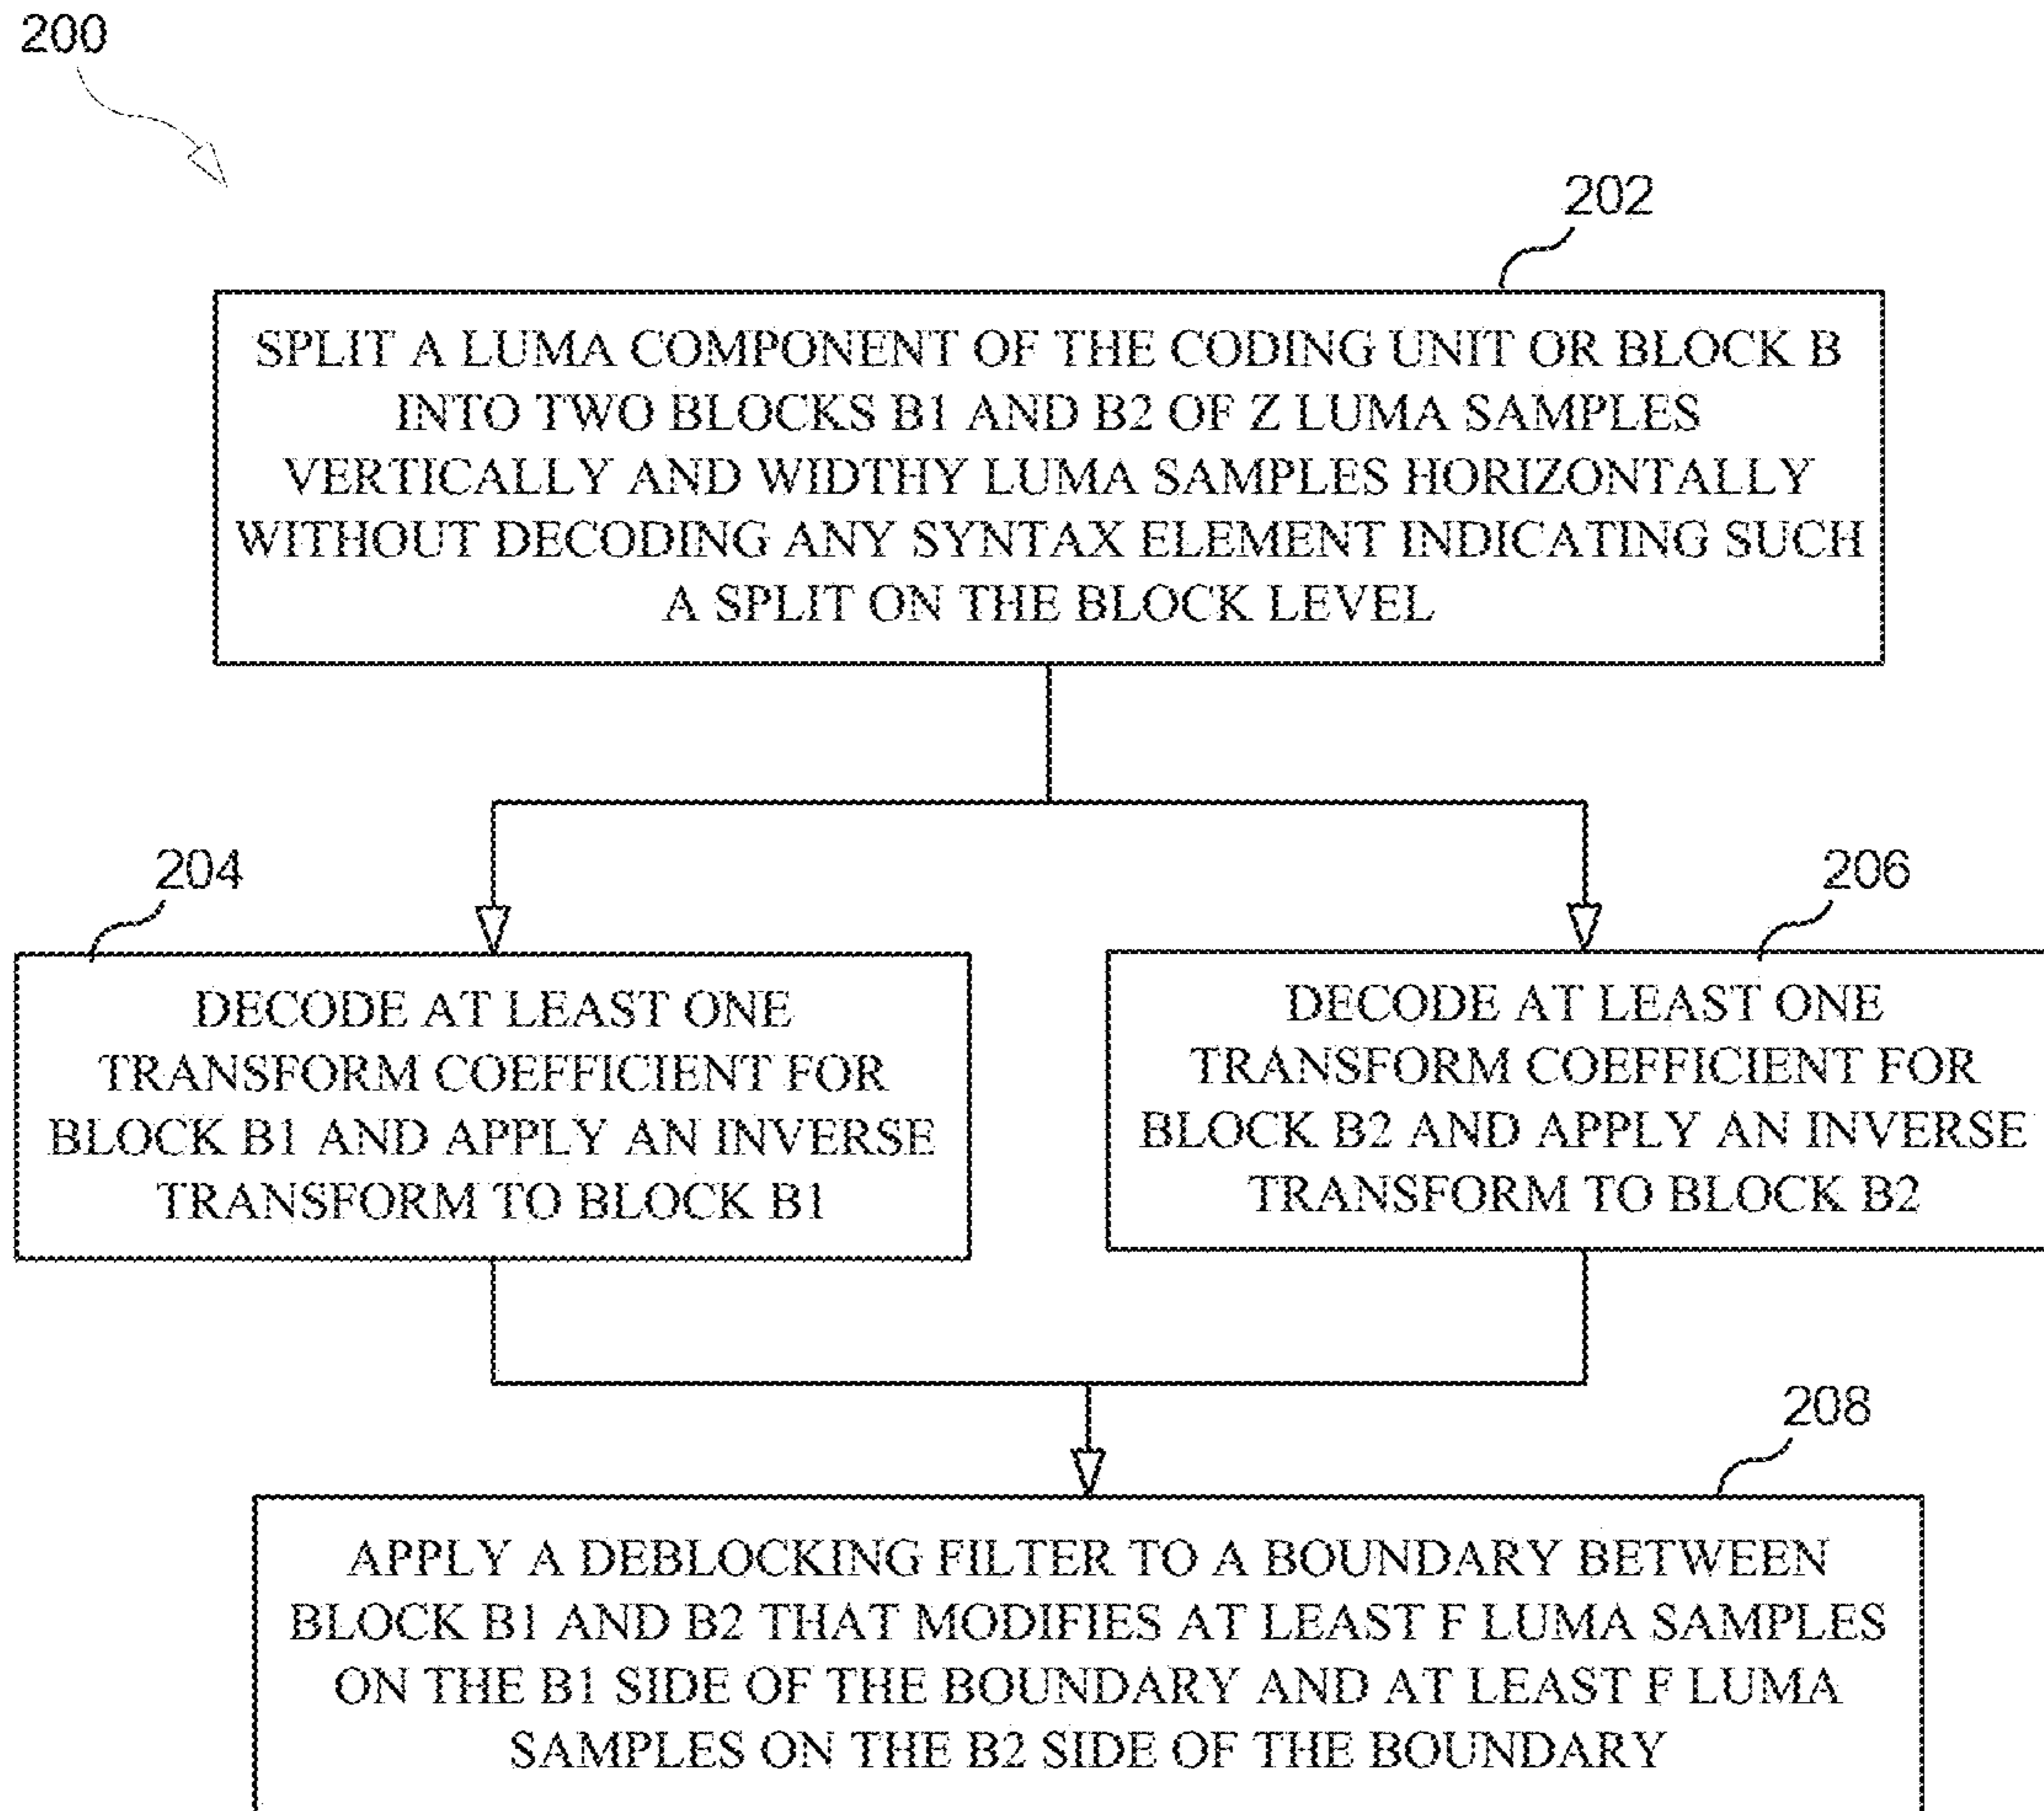 200
202
SPLIT A LUMA COMPONENT OF THE CODING UNIT OR BLOCK B
INTO TWO BLOCKS B1 AND B2 OF Z LUMA SAMPLES
VERTICALLY AND WIDTHY LUMA SAMPLES HORIZONTALLY
WITHOUT DECODING ANY SYNTAX ELEMENT INDICATING SUCH
A SPLIT ON THE BLOCK LEVEL
204
DECODE AT LEAST ONE
TRANSFORM COEFFICIENT FOR
BLOCK B1 AND APPLY AN INVERSE
TRANSFORM TO BLOCK B1
206
DECODE AT LEAST ONE
TRANSFORM COEFFICIENT FOR
BLOCK B2 AND APPLY AN INVERSE
TRANSFORM TO BLOCK B2
208
APPLY A DEBLOCKING FILTER TO A BOUNDARY BETWEEN
BLOCK B1 AND B2 THAT MODIFIES AT LEAST F LUMA SAMPLES
ON THE B1 SIDE OF THE BOUNDARY AND AT LEAST F LUMA
SAMPLES ON THE B2 SIDE OF THE BOUNDARY